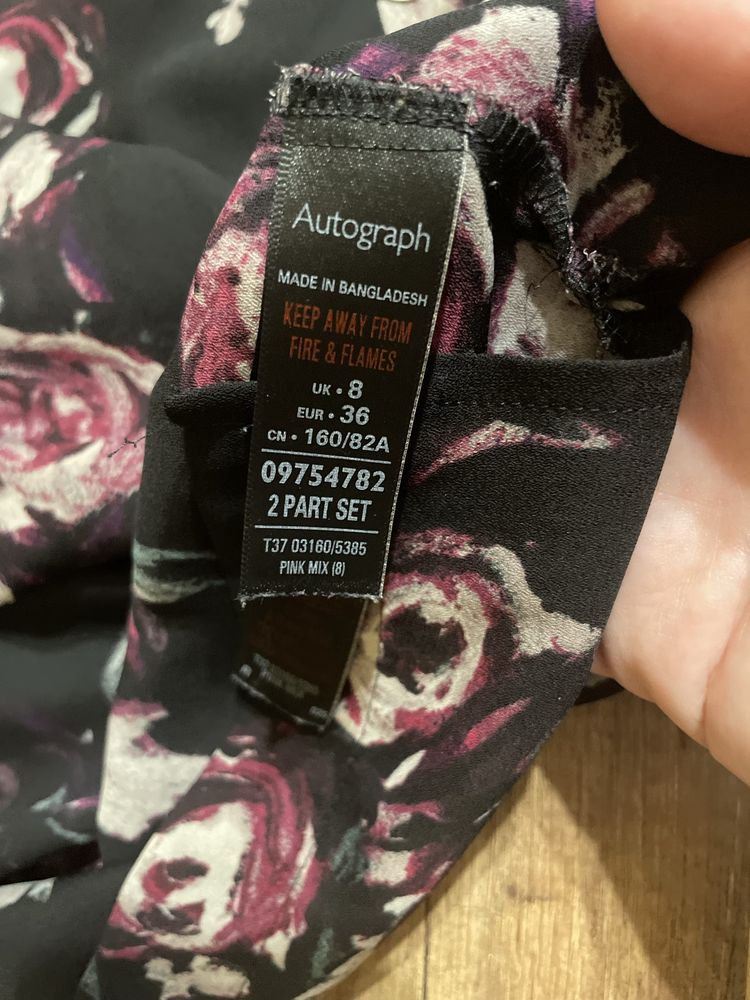 Autograph
MADE IN BANGLADESH
KEEP AWAY FROM
FIRE & FLAMES
UK • 8
EUR • 36
CN • 160/82A
09754782
2 PART SET
T37 03160/5385
PINK MIX (8)